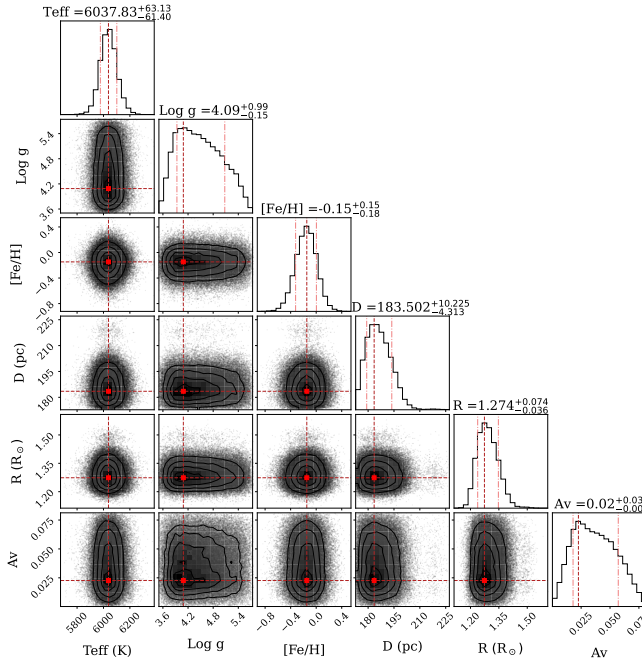 Teff =6037.83+63.13−61.40
Log g =4.09+0.99−0.15
5.4
4.8
4.2
3.6
Log g
[Fe/H] =-0.15+0.15−0.18
0.4
0.0
−0.4
−0.8
[Fe/H]
D =183.502+10.225−4.313
225
210
195
180
D (pc)
R =1.274+0.074−0.036
1.50
1.35
1.20
R (R⊙)
Av =0.02+0.03−0.00
0.075
0.050
0.025
Av
5800 6000 6200 3.6 4.2 4.8 5.4 −0.8 −0.4 0.0 0.4 180 195 210 225 1.20 1.35 1.50 0.025 0.050
Teff (K) Log g [Fe/H] D (pc) R (R⊙) Av